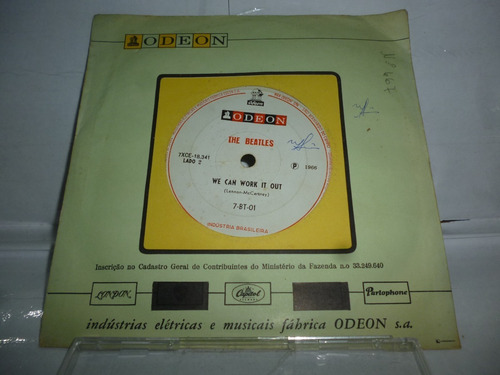 ODEON
ODEON
THE BEATLES
7XCE-18.341
LADO 2
℗ 1966
WE CAN WORK IT OUT
(Lennon-McCartney)
7-BT-01
INDÚSTRIA BRASILEIRA
Inscrição no Cadastro Geral de Contribuintes do Ministério da Fazenda n.o 33.249.640
LONDON
Capitol
Parlophone
indústrias elétricas e musicais fábrica ODEON s.a.